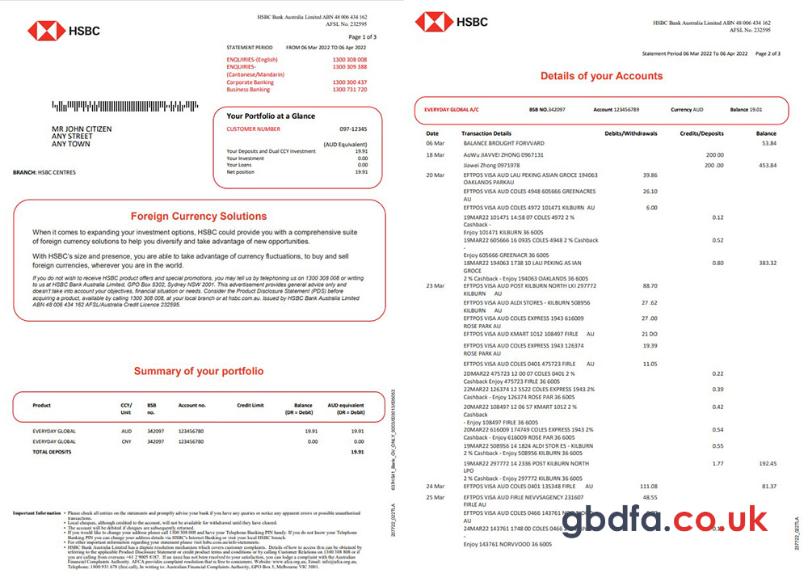 HSBC
HSBC Bank Australia Limited ABN 48 006 434 162
AFSL No. 232595
Page 1 of 3
STATEMENT PERIOD FROM 06 Mar 2022 TO 06 Apr 2022
ENQUIRIES-(English) 1300 308 008
ENQUIRIES- 1300 309 388
(Cantonese/Mandarin)
Corporate Banking 1300 300 437
Business Banking 1300 731 720
MR JOHN CITIZEN
ANY STREET
ANY TOWN
BRANCH: HSBC CENTRES
Your Portfolio at a Glance
CUSTOMER NUMBER 097-12345
(AUD Equivalent)
Your Deposits and Dual CCY Investment 19.91
Your Investment 0.00
Your Loans 0.00
Net position 19.91
Foreign Currency Solutions
When it comes to expanding your investment options, HSBC could provide you with a comprehensive suite
of foreign currency solutions to help you diversify and take advantage of new opportunities.
With HSBC's size and presence, you are able to take advantage of currency fluctuations, to buy and sell
foreign currencies, wherever you are in the world.
If you do not wish to receive HSBC product offers and special promotions, you may tell us by telephoning us on 1300 308 008 or writing
to us at HSBC Bank Australia Limited, GPO Box 5302, Sydney NSW 2001. This advertisement provides general advice only and
doesn't take into account your objectives, financial situation or needs. Consider the Product Disclosure Statement (PDS) before
acquiring a product, available by calling 1300 308 008, at your local branch or at hsbc.com.au. Issued by HSBC Bank Australia Limited
ABN 48 006 434 162 AFSL/Australia Credit Licence 232595.
Summary of your portfolio
Product CCY/ Unit BSB no. Account no. Credit Limit Balance (DR = Debit) AUD equivalent (DR = Debit)
EVERYDAY GLOBAL AUD 342097 123456780 19.91 19.91
EVERYDAY GLOBAL CNY 342097 123456780 0.00 0.00
TOTAL DEPOSITS 19.91
Important Information
HSBC
HSBC Bank Australia Limited ABN 48 006 434 162
AFSL No. 232595
Statement Period 06 Mar 2022 To 06 Apr 2022 Page 2 of 3
Details of your Accounts
EVERYDAY GLOBAL A/C BSB NO.342097 Account 123456789 Currency AUD Balance 19.01
Date Transaction Details Debits/Withdrawals Credits/Deposits Balance
06 Mar BALANCE BROUGHT FORVVARD 53.84
18 Mar AoWu JIAVVEI ZHONG 0967131 200 00
Jiawei Zhong 0971978 200 .00 453.84
20 Mar EFTPOS VISA AUD LAU PEKING ASIAN GROCE 194063 39.86
OAKLANDS PARKAU
EFTPOS VISA AUD COLES 4948 605666 GREENACRES 26.10
AU
EFTPOS VISA AUD COLES 4972 101471 KILBURN AU 6.00
19MAR22 101471 14:58 07 COLES 4972 2 % 0.12
Cashback -
Enjoy 101471 KILBURN 36 6005
19MAR22 605666 16 0935 COLES 4948 2 % Cashback 0.52
-
Enjoy 605666 GREENACR 36 6005
18MAR22 194063 1738 10 LAU PEKING AS IAN 0.80 383.32
GROCE
2 % Cashback - Enjoy 194063 OAKLANDS 36 6005
23 Mar EFTPOS VISA AUD POST KILBURN NORTH LKI 297772 88.70
KILBURN AU
EFTPOS VISA AUD ALDI STORES - KILBURN 508956 27 .62
KILBURN AU
EFTPOS VISA AUD COLES EXPRESS 1943 616009 27 .00
ROSE PARK AU
EFTPOS VISA AUD KMART 1012 108497 FIRLE AU 21 DO
EFTPOS VISA AUD COLES EXPRESS 1943 126374 19.39
ROSE PARK AU
EFTPOS VISA AUD COLES 0401 475723 FIRLE AU 11.05
2DMAR22 475723 12 00 07 COLES 0401 2 % 0.22
Cashback Enjoy 475723 FIRLE 36 6005
22MAR22 126374 12 5522 COLES EXPRESS 1943 2% 0.39
Cashback - Enjoy 126374 ROSE PAR 36 6005
20MAR22 108497 12 06 57 KMART 1012 2 % 0.42
Cashback
- Enjoy 108497 FIRLE 36 6005
20MAR22 616009 174749 COLES EXPRESS 1943 2% 0.54
Cashback - Enjoy 616009 ROSE PAR 36 6005
19MAR22 508956 14 1824 ALDI STOR ES - KILBURN 0.55
2 % Cashback - Enjoy 508956 KILBURN 36 6005
19MAR22 297772 14 2336 POST KILBURN NORTH 1.77 192.45
LPO
2 % Cashback - Enjoy 297772 KILBURN 36 6005
24 Mar EFTPOS VISA AUD COLES 0401 135348 FIRLE AU 111.08 81.37
25 Mar EFTPOS VISA AUD FIRLE NEVVSAGENCY 231607 48.55
FIRLE AU
EFTPOS VISA AUD COLES 0466 143761
24MAR22 143761 1748 00 COLES 0466
Cashback -
Enjoy 143761 NORVVOOD 36 6005
gbdfa.co.uk